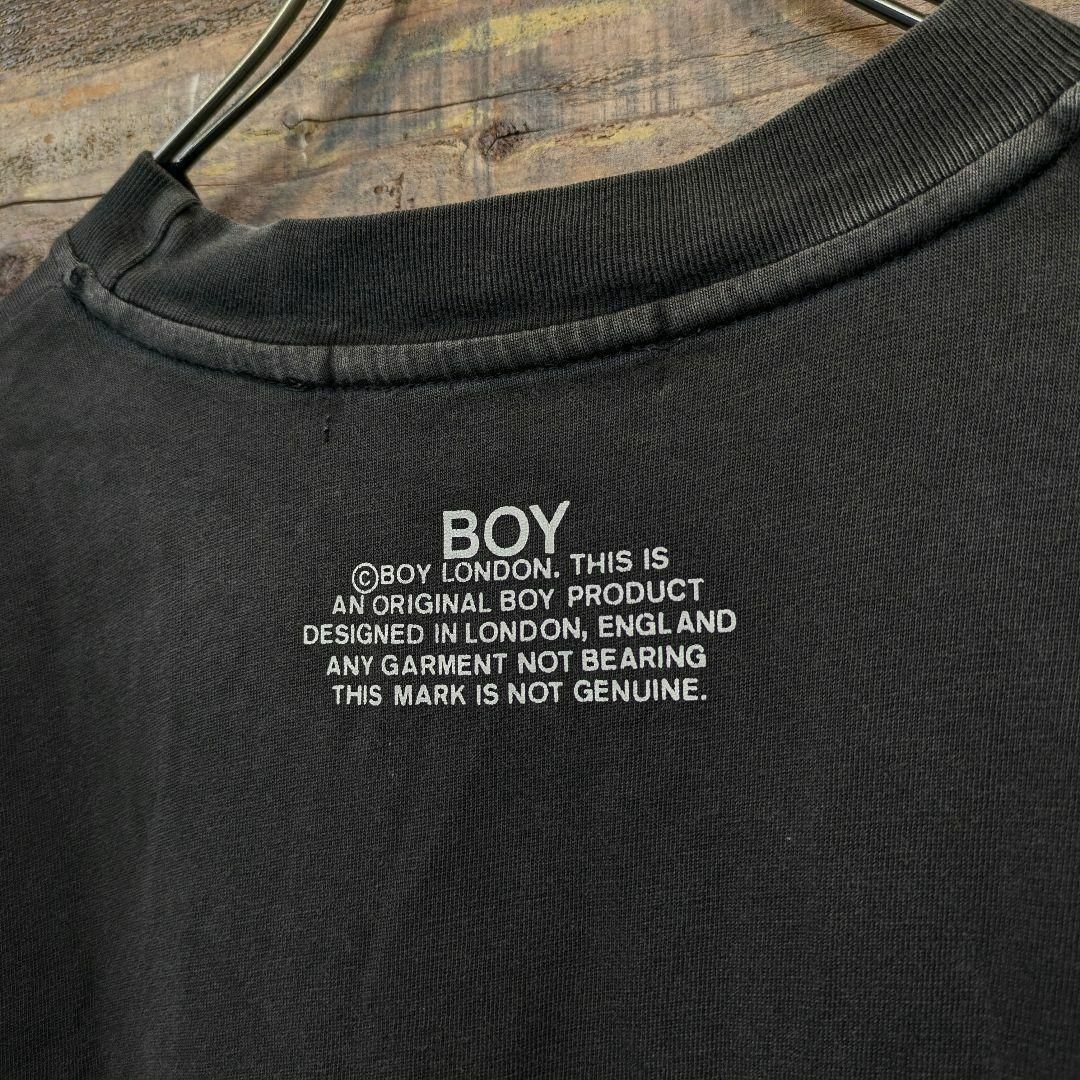 BOY
©BOY LONDON. THIS IS
AN ORIGINAL BOY PRODUCT
DESIGNED IN LONDON, ENGLAND
ANY GARMENT NOT BEARING
THIS MARK IS NOT GENUINE.